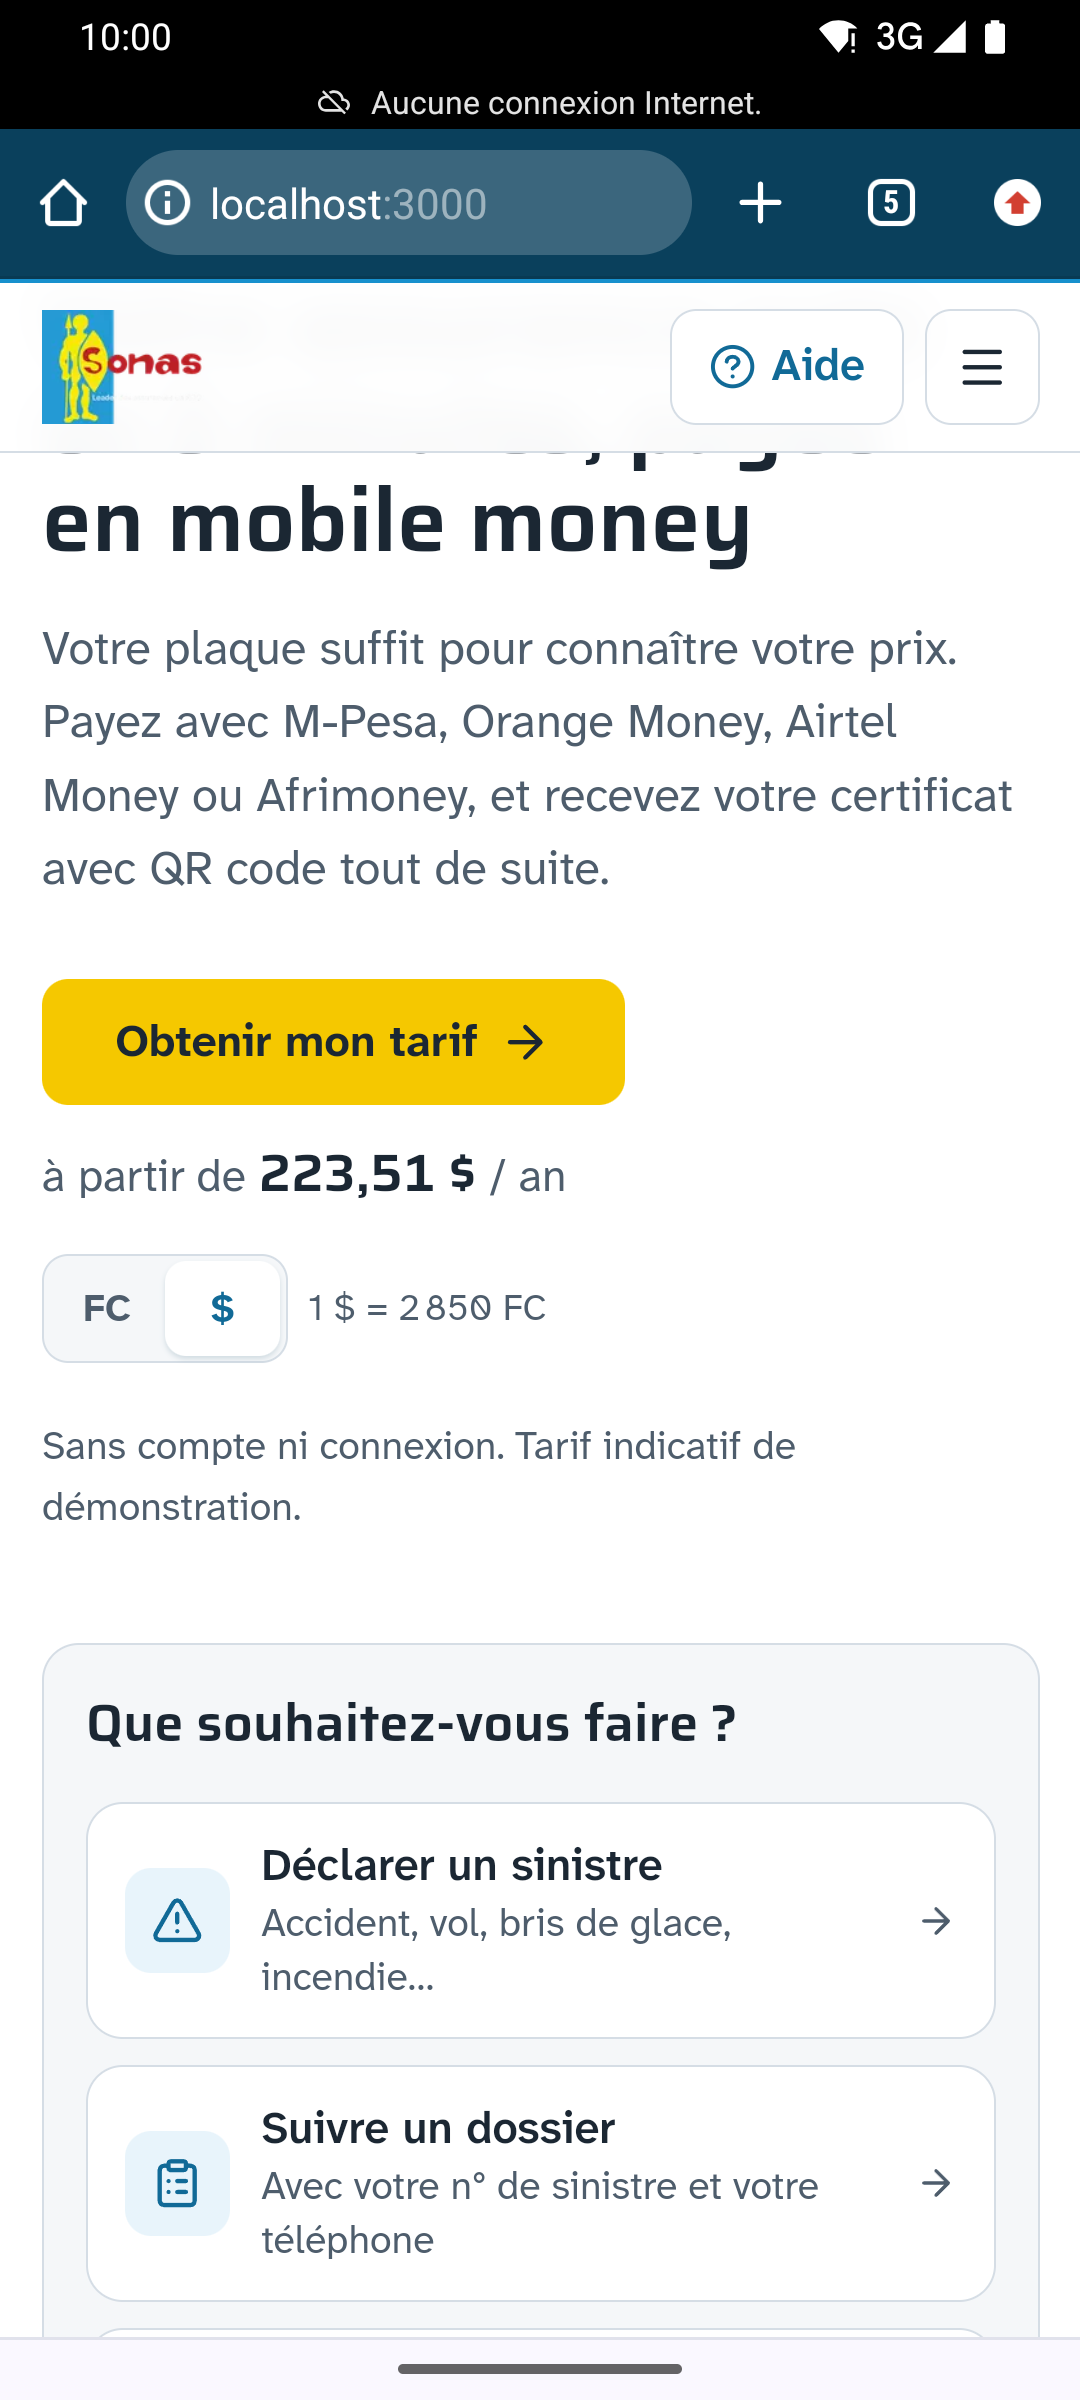 10:00
3G
Aucune connexion Internet.
localhost:3000
5
Sonas
Aide
en mobile money
Votre plaque suffit pour connaître votre prix.
Payez avec M-Pesa, Orange Money, Airtel
Money ou Afrimoney, et recevez votre certificat
avec QR code tout de suite.
Obtenir mon tarif
à partir de 223,51 $ / an
FC
$
1 $ = 2 850 FC
Sans compte ni connexion. Tarif indicatif de
démonstration.
Que souhaitez-vous faire ?
Déclarer un sinistre
Accident, vol, bris de glace,
incendie...
Suivre un dossier
Avec votre n° de sinistre et votre
téléphone